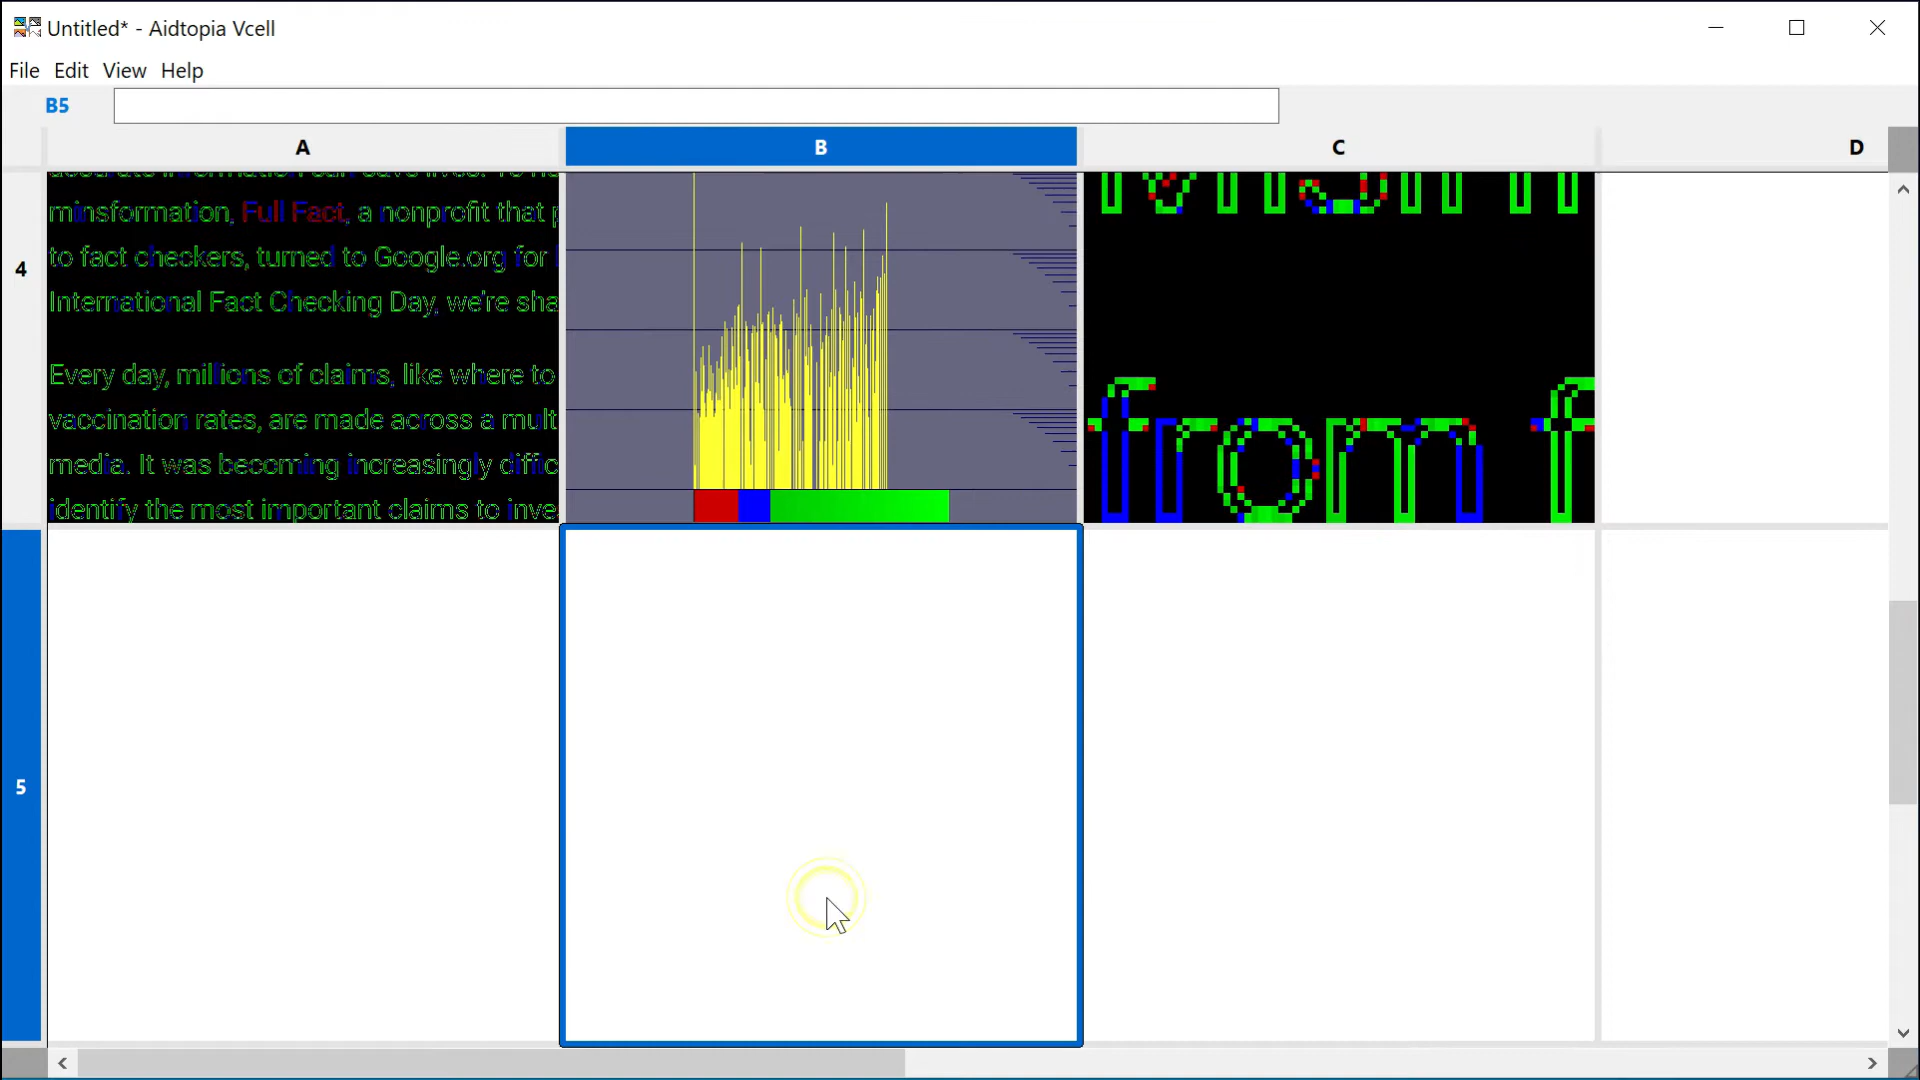 Untitled* - Aidtopia Vcell
File Edit View Help
B5
A B C D
4
minsformation, Full Fact, a nonprofit that p
to fact checkers, turned to Google.org for
International Fact Checking Day, we're sha
Every day, millions of claims, like where to
vaccination rates, are made across a mult
media. It was becoming increasingly diffic
identify the most important claims to inve
from f
5